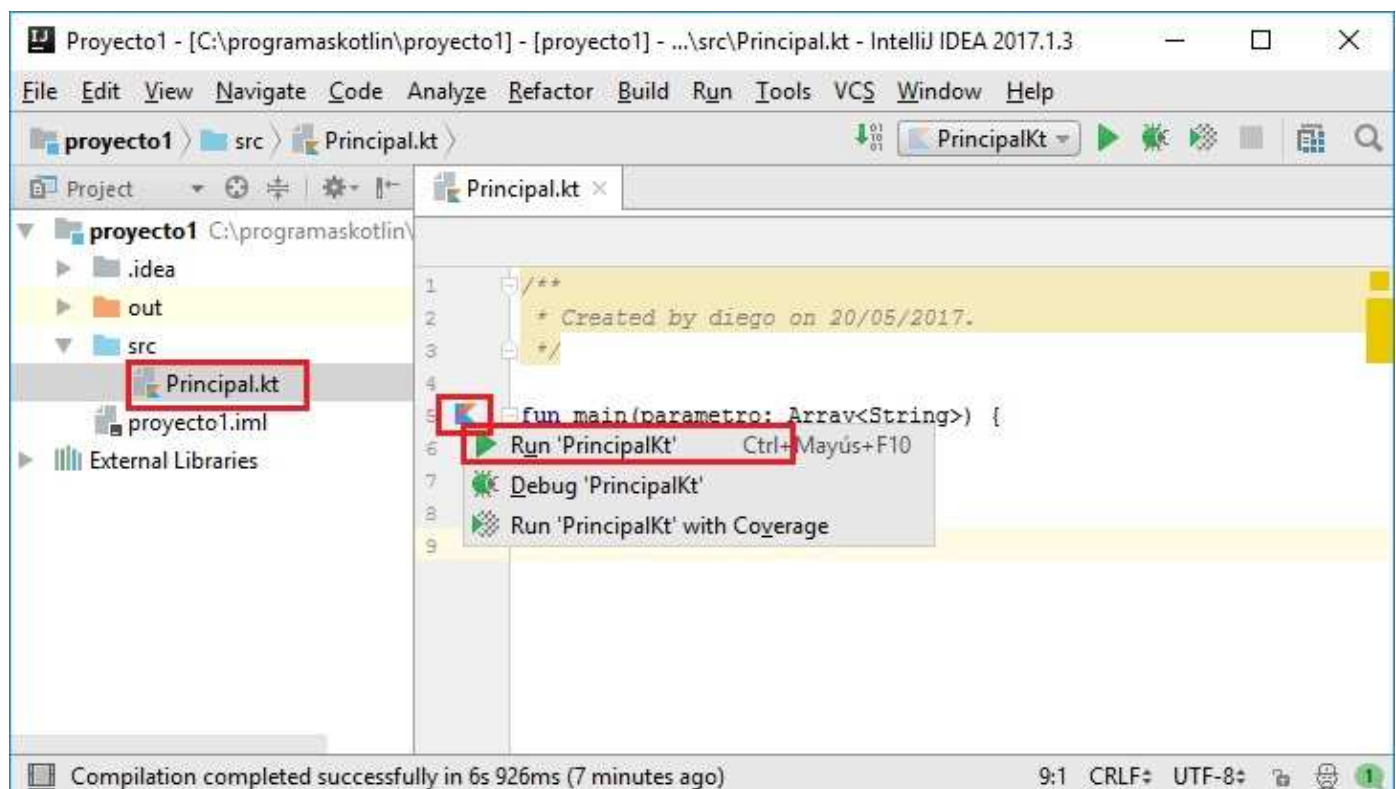 Proyecto1 - [C:\programaskotlin\proyecto1] - [proyecto1] - ...\src\Principal.kt - IntelliJ IDEA 2017.1.3
File Edit View Navigate Code Analyze Refactor Build Run Tools VCS Window Help
proyecto1 src Principal.kt PrincipalKt
Project Principal.kt
proyecto1 C:\programaskotlin\
.idea
out
src
Principal.kt
proyecto1.iml
External Libraries
1 /**
2 * Created by diego on 20/05/2017.
3 */
4
5 fun main(parametro: Array<String>) {
6
7
8
9
Run 'PrincipalKt' Ctrl+Mayús+F10
Debug 'PrincipalKt'
Run 'PrincipalKt' with Coverage
Compilation completed successfully in 6s 926ms (7 minutes ago) 9:1 CRLF UTF-8 1